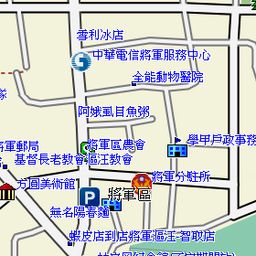 雪利冰店
中華電信將軍服務中心
全能動物醫院
隊
阿娥虱目魚粥
將軍區農會
學甲戶政事務
將軍郵局
基督長老教會漚汪教會
將軍分駐所
方圓美術館
P
將軍區
無名陽春麵
蝦皮店到店將軍漚汪-智取店